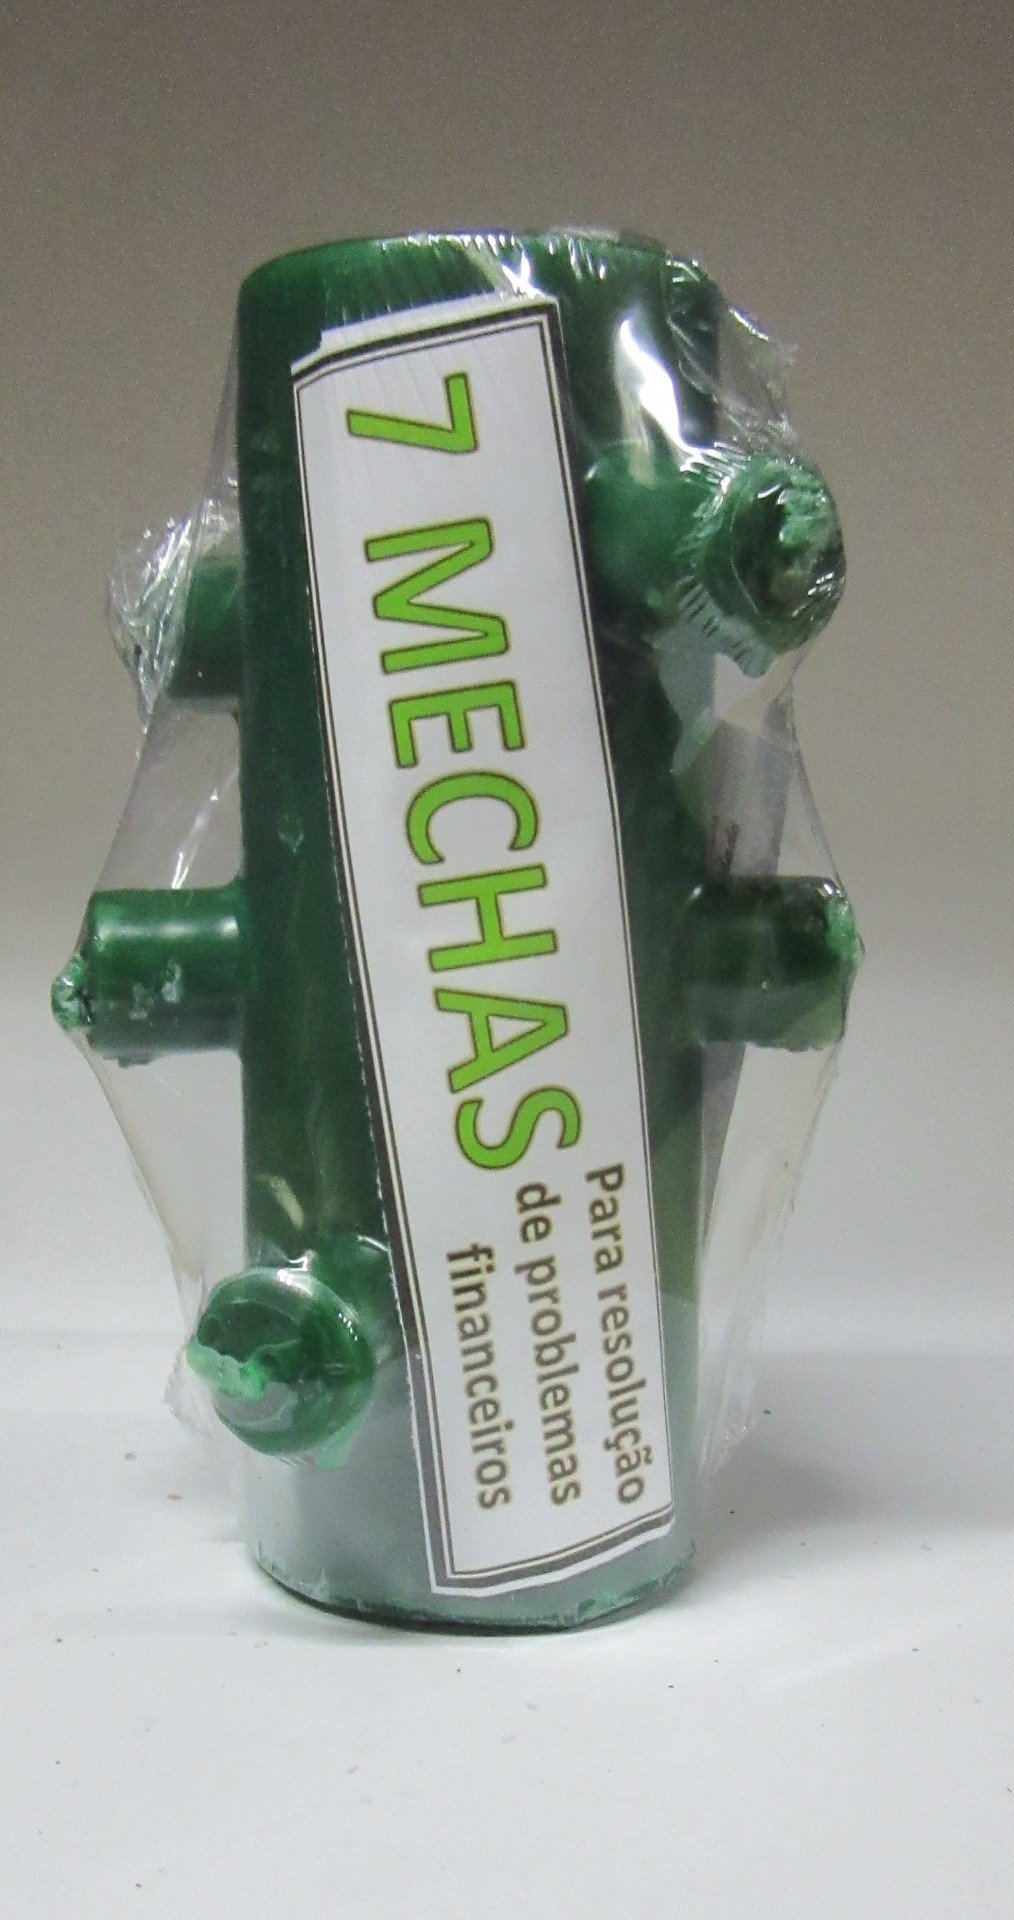 7 MECHAS
Para resolução
de problemas
financeiros